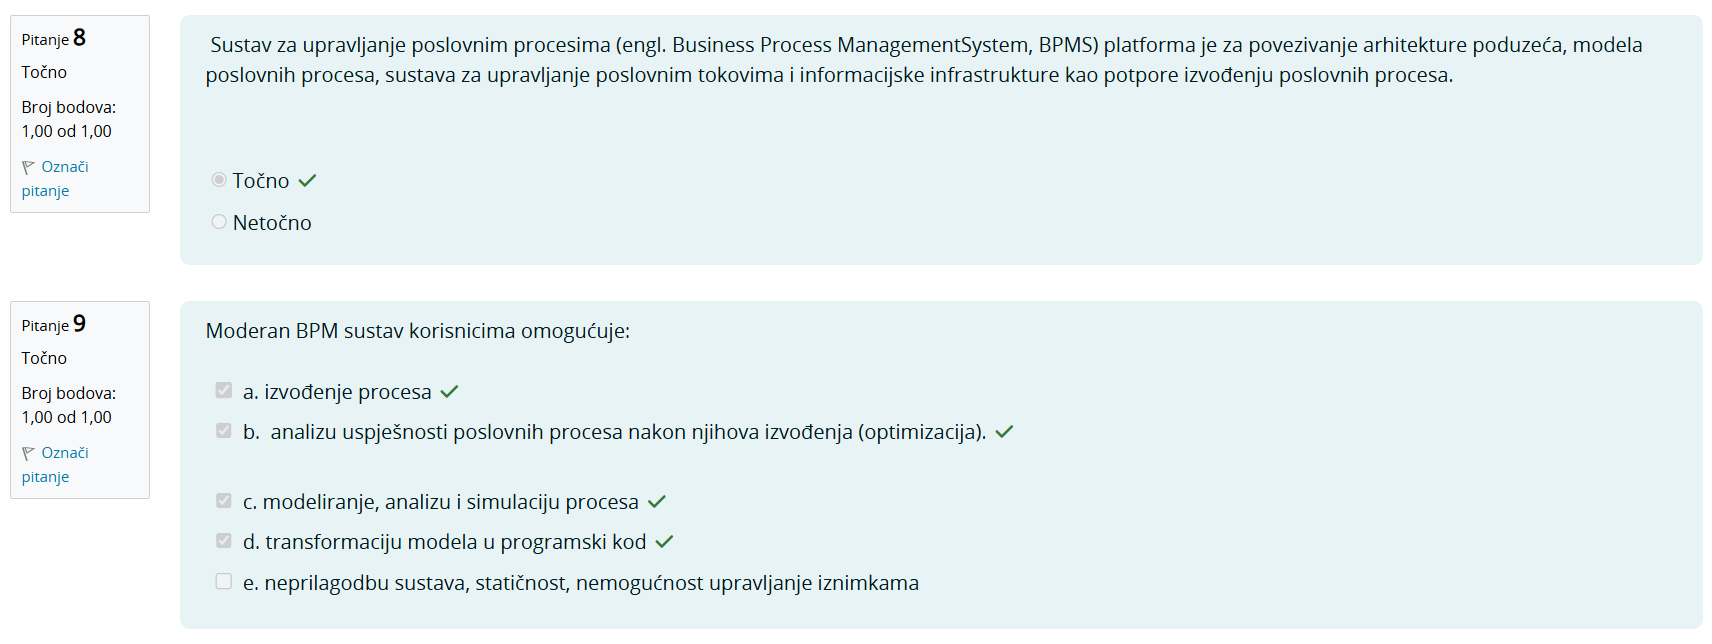 Pitanje 8
Točno
Broj bodova:
1,00 od 1,00
Označi
pitanje
Sustav za upravljanje poslovnim procesima (engl. Business Process ManagementSystem, BPMS) platforma je za povezivanje arhitekture poduzeća, modela
poslovnih procesa, sustava za upravljanje poslovnim tokovima i informacijske infrastrukture kao potpore izvođenju poslovnih procesa.
Točno
Netočno
Pitanje 9
Točno
Broj bodova:
1,00 od 1,00
Označi
pitanje
Moderan BPM sustav korisnicima omogućuje:
a. izvođenje procesa
b. analizu uspješnosti poslovnih procesa nakon njihova izvođenja (optimizacija).
c. modeliranje, analizu i simulaciju procesa
d. transformaciju modela u programski kod
e. neprilagodbu sustava, statičnost, nemogućnost upravljanje iznimkama